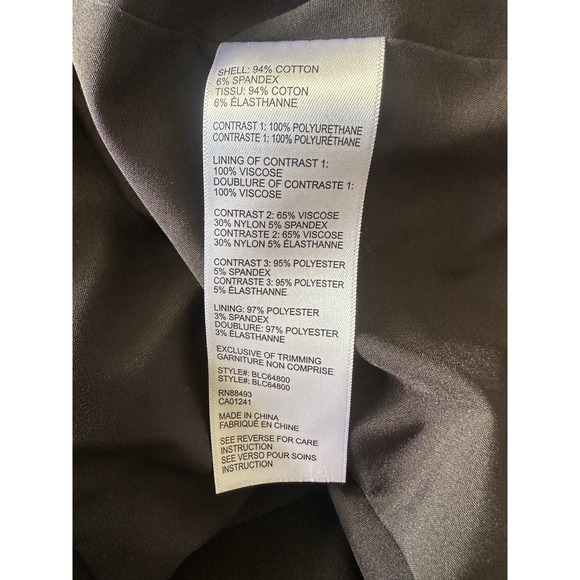 SHELL: 94% COTTON
6% SPANDEX
TISSU: 94% COTON
6% ÉLASTHANNE
CONTRAST 1: 100% POLYURETHANE
CONTRASTE 1: 100% POLYURÉTHANE
LINING OF CONTRAST 1:
100% VISCOSE
DOUBLURE OF CONTRASTE 1:
100% VISCOSE
CONTRAST 2: 65% VISCOSE
30% NYLON 5% SPANDEX
CONTRASTE 2: 65% VISCOSE
30% NYLON 5% ÉLASTHANNE
CONTRAST 3: 95% POLYESTER
5% SPANDEX
CONTRASTE 3: 95% POLYESTER
5% ÉLASTHANNE
LINING: 97% POLYESTER
3% SPANDEX
DOUBLURE: 97% POLYESTER
3% ÉLASTHANNE
EXCLUSIVE OF TRIMMING
GARNITURE NON COMPRISE
STYLE#: BLC64800
STYLE#: BLC64800
RN88493
CA01241
MADE IN CHINA
FABRIQUÉ EN CHINE
SEE REVERSE FOR CARE
INSTRUCTION
SEE VERSO POUR SOINS
INSTRUCTION